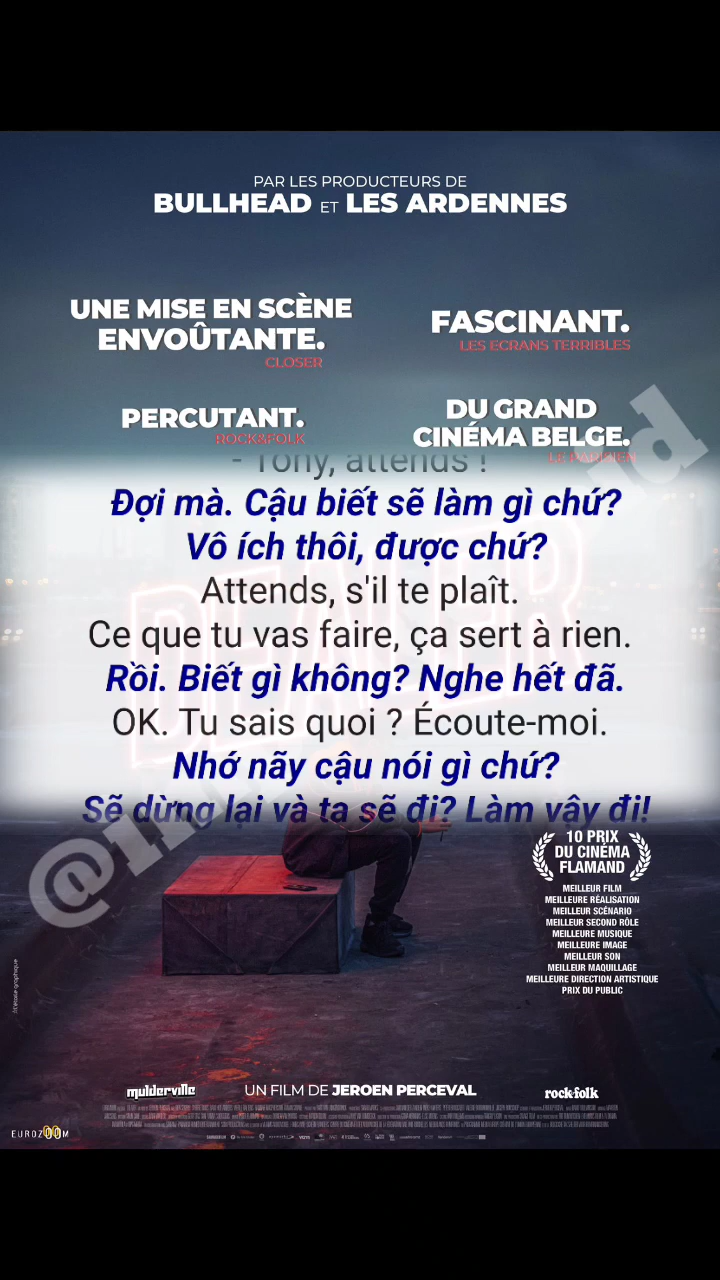 PAR LES PRODUCTEURS DE
BULLHEAD ET LES ARDENNES
UNE MISE EN SCÈNE
ENVOÛTANTE.
CLOSER
FASCINANT.
LES ECRANS TERRIBLES
PERCUTANT.
ROCK&FOLK
DU GRAND
CINÉMA BELGE.
LE PARISIEN
- Tony, attends !
Đợi mà. Cậu biết sẽ làm gì chứ?
Vô ích thôi, được chứ?
Attends, s'il te plaît.
Ce que tu vas faire, ça sert à rien.
DEALER
Rồi. Biết gì không? Nghe hết đã.
OK. Tu sais quoi ? Écoute-moi.
Nhớ nãy cậu nói gì chứ?
Sẽ dừng lại và ta sẽ đi? Làm vậy đi!
10 PRIX
DU CINÉMA
FLAMAND
MEILLEUR FILM
MEILLEURE RÉALISATION
MEILLEUR SCÉNARIO
MEILLEUR SECOND RÔLE
MEILLEURE MUSIQUE
MEILLEURE IMAGE
MEILLEUR SON
MEILLEUR MAQUILLAGE
MEILLEURE DIRECTION ARTISTIQUE
PRIX DU PUBLIC
mulderville
UN FILM DE JEROEN PERCEVAL
rock&folk
EUROZOOM